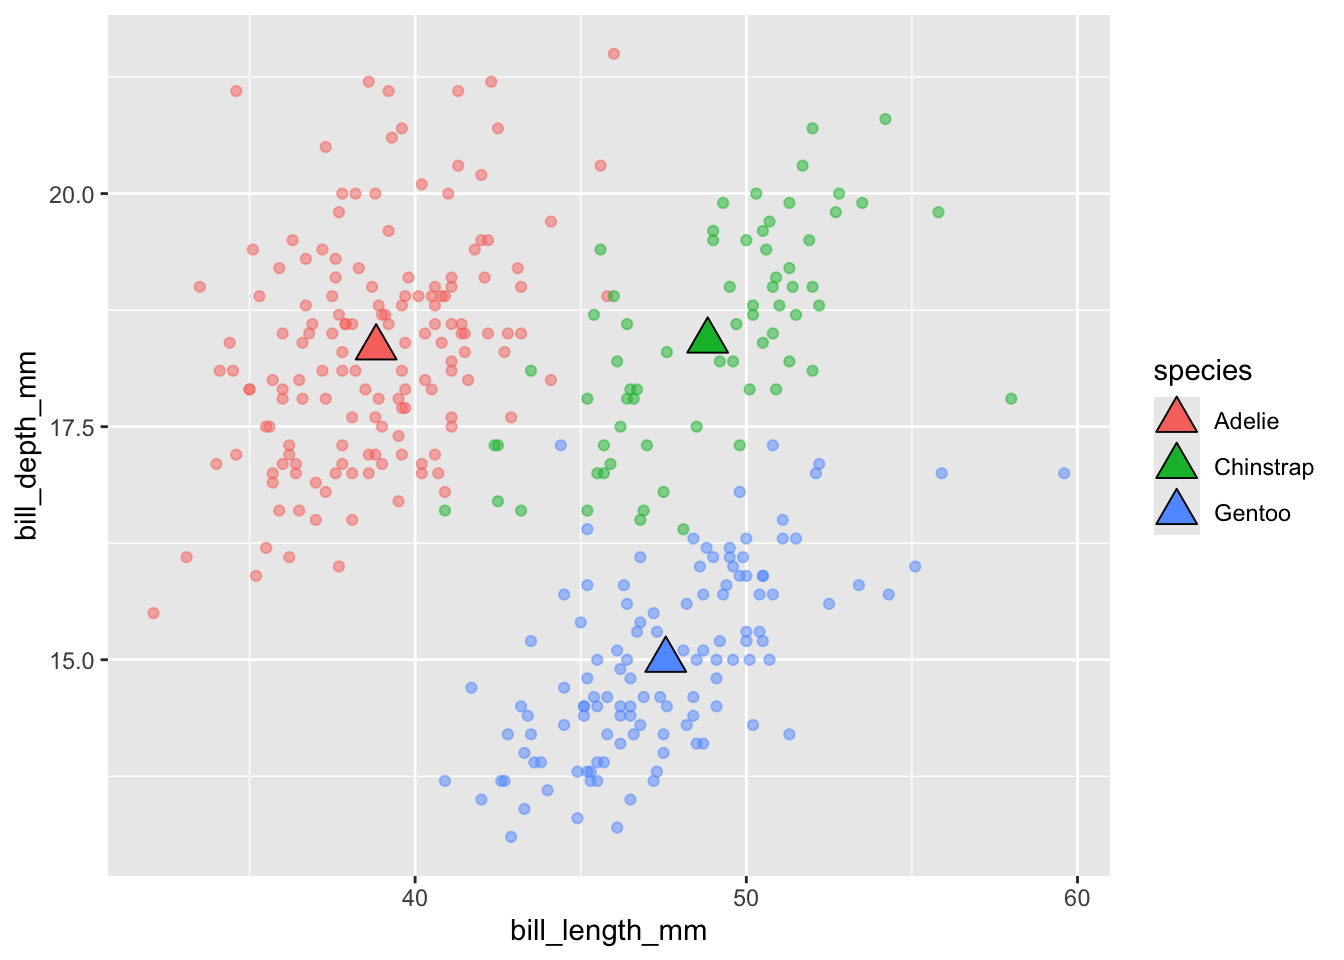 20.0
17.5
15.0
bill_depth_mm
40
50
60
bill_length_mm
species
Adelie
Chinstrap
Gentoo